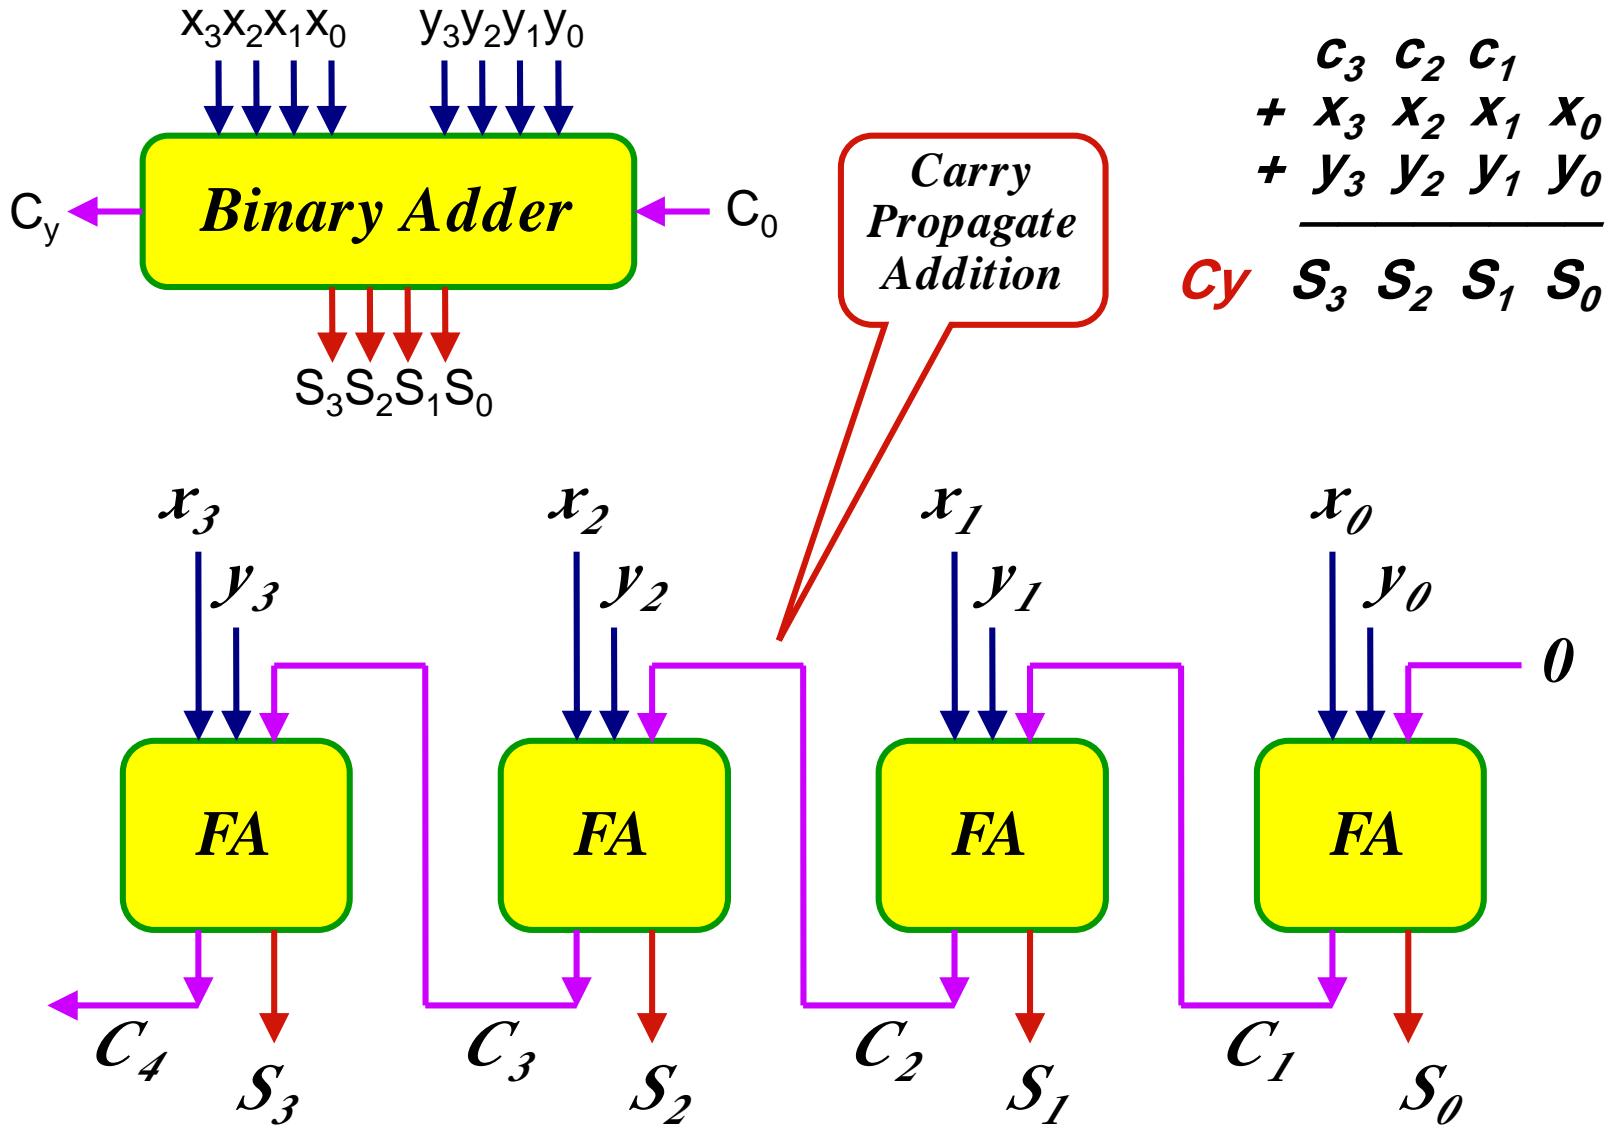 x₃x₂x₁x₀ y₃y₂y₁y₀
Binary Adder
C_y
C₀
S₃S₂S₁S₀
Carry
Propagate
Addition
c₃ c₂ c₁
+ x₃ x₂ x₁ x₀
+ y₃ y₂ y₁ y₀
Cy S₃ S₂ S₁ S₀
x₃ x₂ x₁ x₀
y₃ y₂ y₁ y₀
0
FA FA FA FA
C₄ C₃ C₂ C₁
S₃ S₂ S₁ S₀